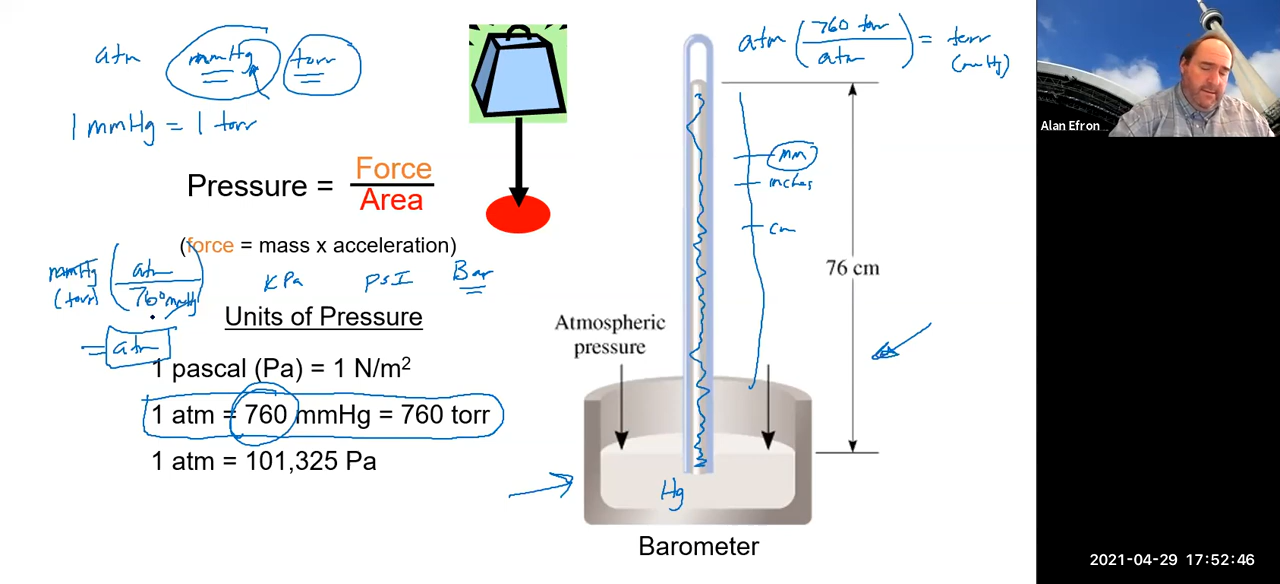 atm mmHg torr
1 mmHg = 1 torr
atm ( 760 torr / atm ) = torr
(mmHg)
Alan Efron
mm
inches
cm
Pressure = Force
Area
(force = mass x acceleration)
mmHg ( atm
(torr) 760 mmHg )
= atm
KPa PSI Bar
76 cm
Units of Pressure
Atmospheric
pressure
1 pascal (Pa) = 1 N/m²
1 atm = 760 mmHg = 760 torr
1 atm = 101,325 Pa
Hg
Barometer
2021-04-29 17:52:46